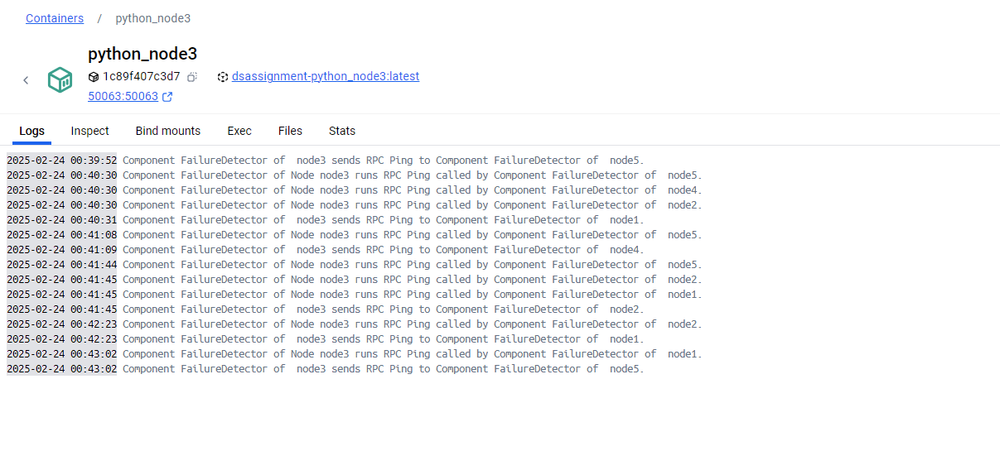 Containers / python_node3
python_node3
1c89f407c3d7 dsassignment-python_node3:latest
50063:50063
Logs Inspect Bind mounts Exec Files Stats
2025-02-24 00:39:52 Component FailureDetector of  node3 sends RPC Ping to Component FailureDetector of  node5.
2025-02-24 00:40:30 Component FailureDetector of Node node3 runs RPC Ping called by Component FailureDetector of  node5.
2025-02-24 00:40:30 Component FailureDetector of Node node3 runs RPC Ping called by Component FailureDetector of  node4.
2025-02-24 00:40:30 Component FailureDetector of Node node3 runs RPC Ping called by Component FailureDetector of  node2.
2025-02-24 00:40:31 Component FailureDetector of  node3 sends RPC Ping to Component FailureDetector of  node1.
2025-02-24 00:41:08 Component FailureDetector of Node node3 runs RPC Ping called by Component FailureDetector of  node5.
2025-02-24 00:41:09 Component FailureDetector of  node3 sends RPC Ping to Component FailureDetector of  node4.
2025-02-24 00:41:44 Component FailureDetector of Node node3 runs RPC Ping called by Component FailureDetector of  node5.
2025-02-24 00:41:45 Component FailureDetector of Node node3 runs RPC Ping called by Component FailureDetector of  node2.
2025-02-24 00:41:45 Component FailureDetector of Node node3 runs RPC Ping called by Component FailureDetector of  node1.
2025-02-24 00:41:45 Component FailureDetector of  node3 sends RPC Ping to Component FailureDetector of  node2.
2025-02-24 00:42:23 Component FailureDetector of Node node3 runs RPC Ping called by Component FailureDetector of  node2.
2025-02-24 00:42:23 Component FailureDetector of  node3 sends RPC Ping to Component FailureDetector of  node1.
2025-02-24 00:43:02 Component FailureDetector of Node node3 runs RPC Ping called by Component FailureDetector of  node1.
2025-02-24 00:43:02 Component FailureDetector of  node3 sends RPC Ping to Component FailureDetector of  node5.